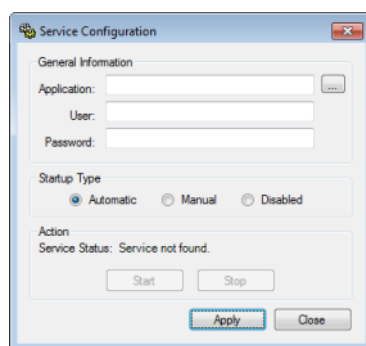 Service Configuration
General Information
Application:
...
User:
Password:
Startup Type
Automatic Manual Disabled
Action
Service Status: Service not found.
Start Stop
Apply Close